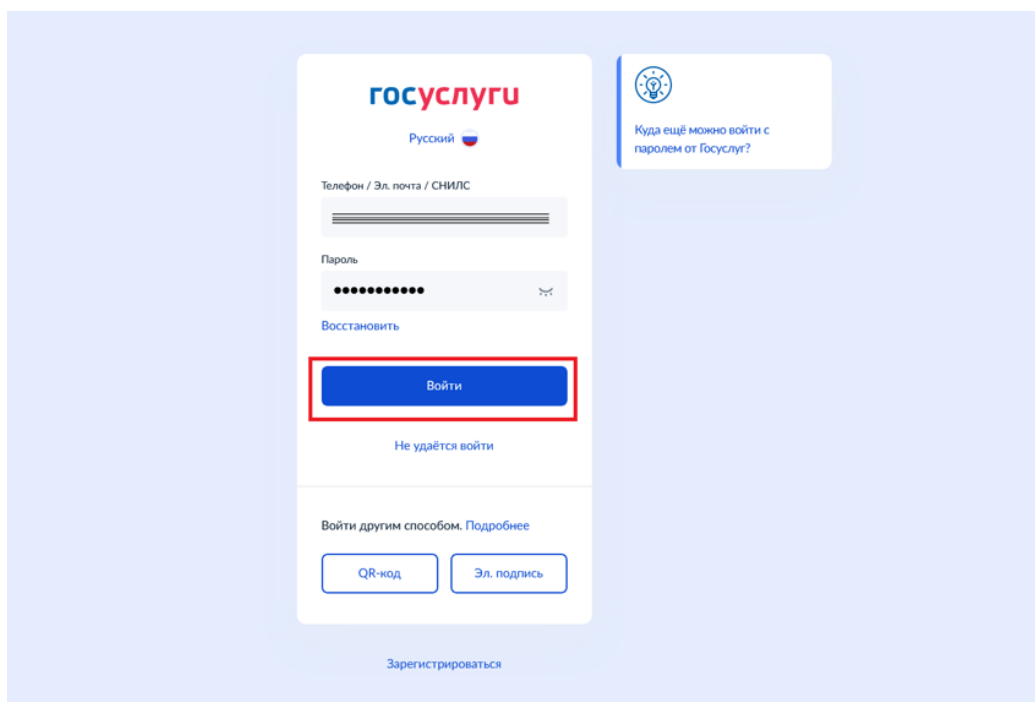 госуслуги
Русский
Куда ещё можно войти с
паролем от Госуслуг?
Телефон / Эл. почта / СНИЛС
Пароль
Восстановить
Войти
Не удаётся войти
Войти другим способом. Подробнее
QR-код
Эл. подпись
Зарегистрироваться